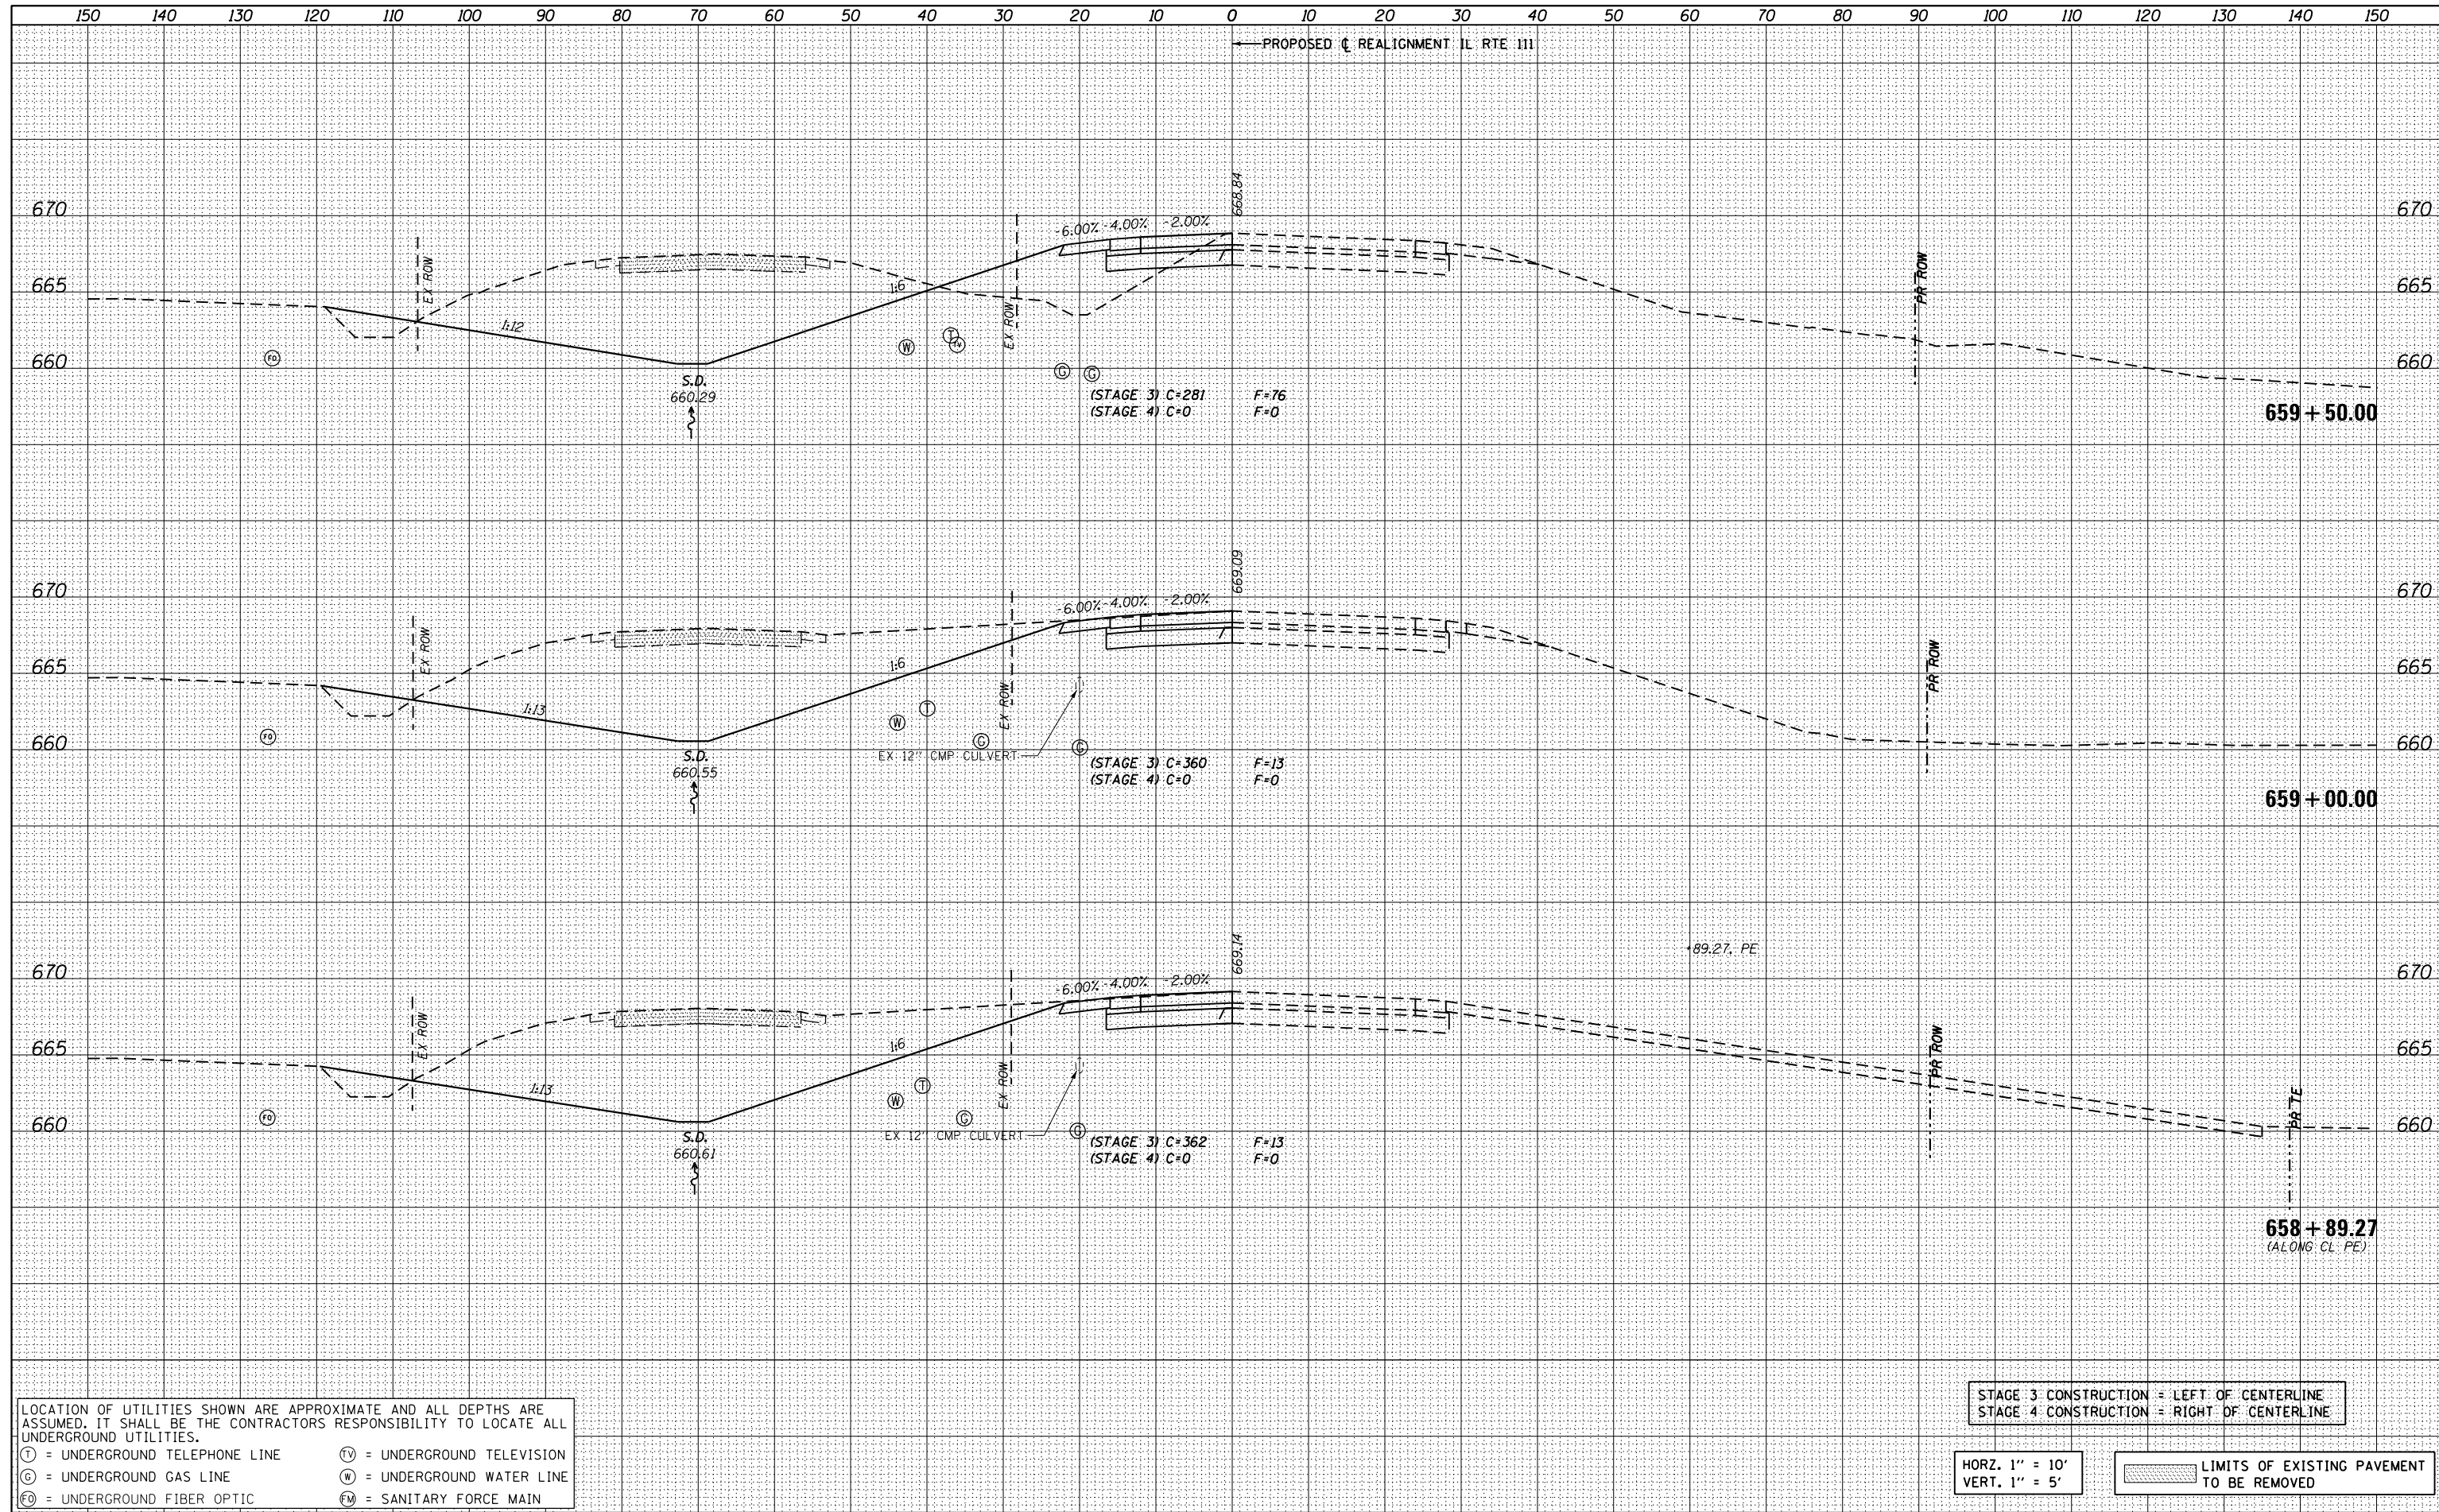 150 140 130 120 110 100 90 80 70 60 50 40 30 20 10 0 10 20 30 40 50 60 70 80 90 100 110 120 130 140 150
PROPOSED ℄ REALIGNMENT IL RTE 111
668.84
670 670
-6.00% -4.00% -2.00%
EX ROW
PR ROW
665 1:6 665
EX ROW
1:12
W T TV
FO
660 660
G G
S.D.
660.29
(STAGE 3) C=281 F=76
(STAGE 4) C=0 F=0
659+50.00
669.09
670 670
-6.00% -4.00% -2.00%
EX ROW
PR ROW
665 1:6 665
EX ROW
1:13
T
W
FO
G
660 660
G
EX 12" CMP CULVERT
S.D.
660.55
(STAGE 3) C=360 F=13
(STAGE 4) C=0 F=0
659+00.00
669.14
+89.27, PE
670 670
-6.00% -4.00% -2.00%
EX ROW
PR ROW
665 1:6 665
EX ROW
1:13
T
W
FO
G
PR TE
660 660
G
EX 12" CMP CULVERT
S.D.
660.61
(STAGE 3) C=362 F=13
(STAGE 4) C=0 F=0
658+89.27
(ALONG CL PE)
STAGE 3 CONSTRUCTION = LEFT OF CENTERLINE
STAGE 4 CONSTRUCTION = RIGHT OF CENTERLINE
LOCATION OF UTILITIES SHOWN ARE APPROXIMATE AND ALL DEPTHS ARE
ASSUMED. IT SHALL BE THE CONTRACTORS RESPONSIBILITY TO LOCATE ALL
UNDERGROUND UTILITIES.
T = UNDERGROUND TELEPHONE LINE TV = UNDERGROUND TELEVISION
G = UNDERGROUND GAS LINE W = UNDERGROUND WATER LINE
FO = UNDERGROUND FIBER OPTIC FM = SANITARY FORCE MAIN
HORZ. 1" = 10'
VERT. 1" = 5'
LIMITS OF EXISTING PAVEMENT
TO BE REMOVED